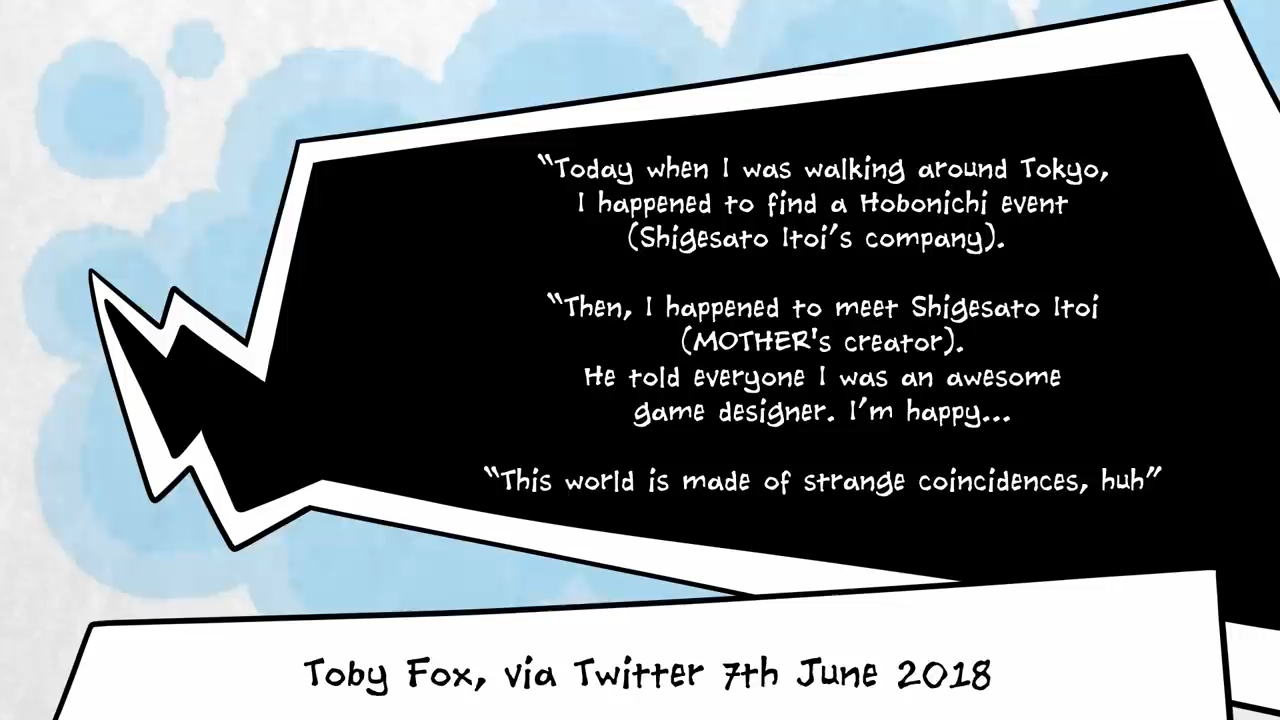 “Today when I was walking around Tokyo,
I happened to find a Hobonichi event
(Shigesato Itoi’s company).
“Then, I happened to meet Shigesato Itoi
(MOTHER's creator).
He told everyone I was an awesome
game designer. I’m happy...
“This world is made of strange coincidences, huh”
Toby Fox, via Twitter 7th June 2018